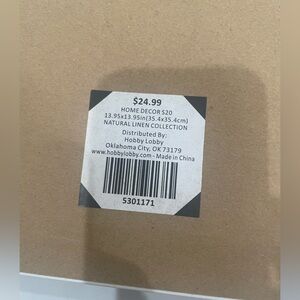 $24.99
HOME DECOR S20
13.95x13.95in(35.4x35.4cm)
NATURAL LINEN COLLECTION
Distributed By:
Hobby Lobby
Oklahoma City, OK 73179
www.hobbylobby.com - Made in China
5301171